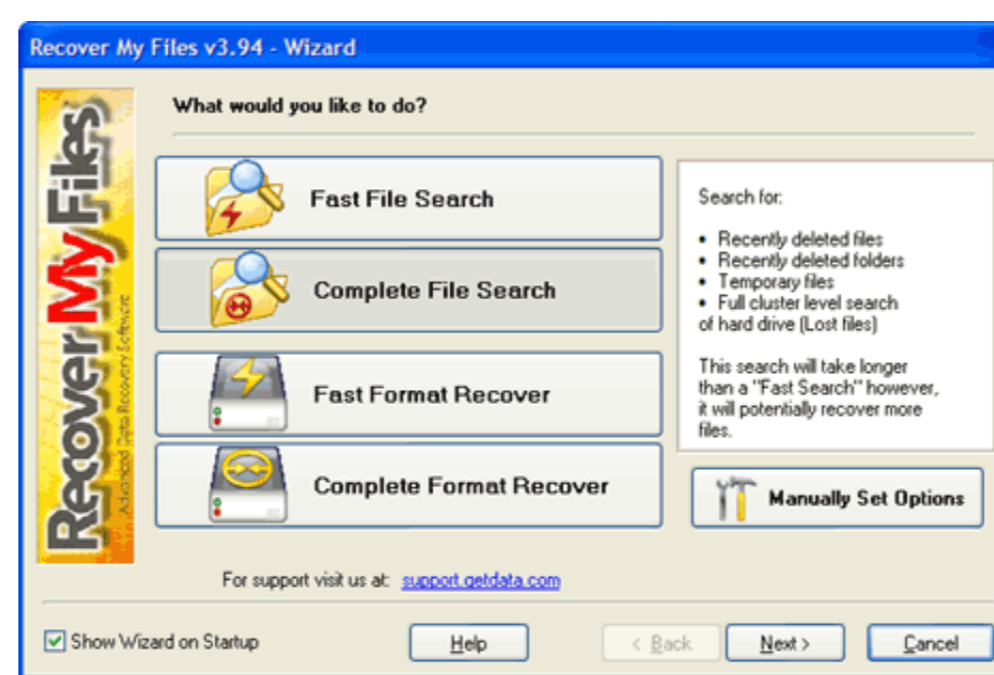 Recover My Files v3.94 - Wizard
What would you like to do?
RecoverMyFiles
Advanced Data Recovery Software
Fast File Search
Complete File Search
Fast Format Recover
Complete Format Recover
Search for:
• Recently deleted files
• Recently deleted folders
• Temporary files
• Full cluster level search
of hard drive (Lost files)
This search will take longer
than a "Fast Search" however,
it will potentially recover more
files.
Manually Set Options
For support visit us at: support.getdata.com
Show Wizard on Startup
Help
< Back
Next >
Cancel